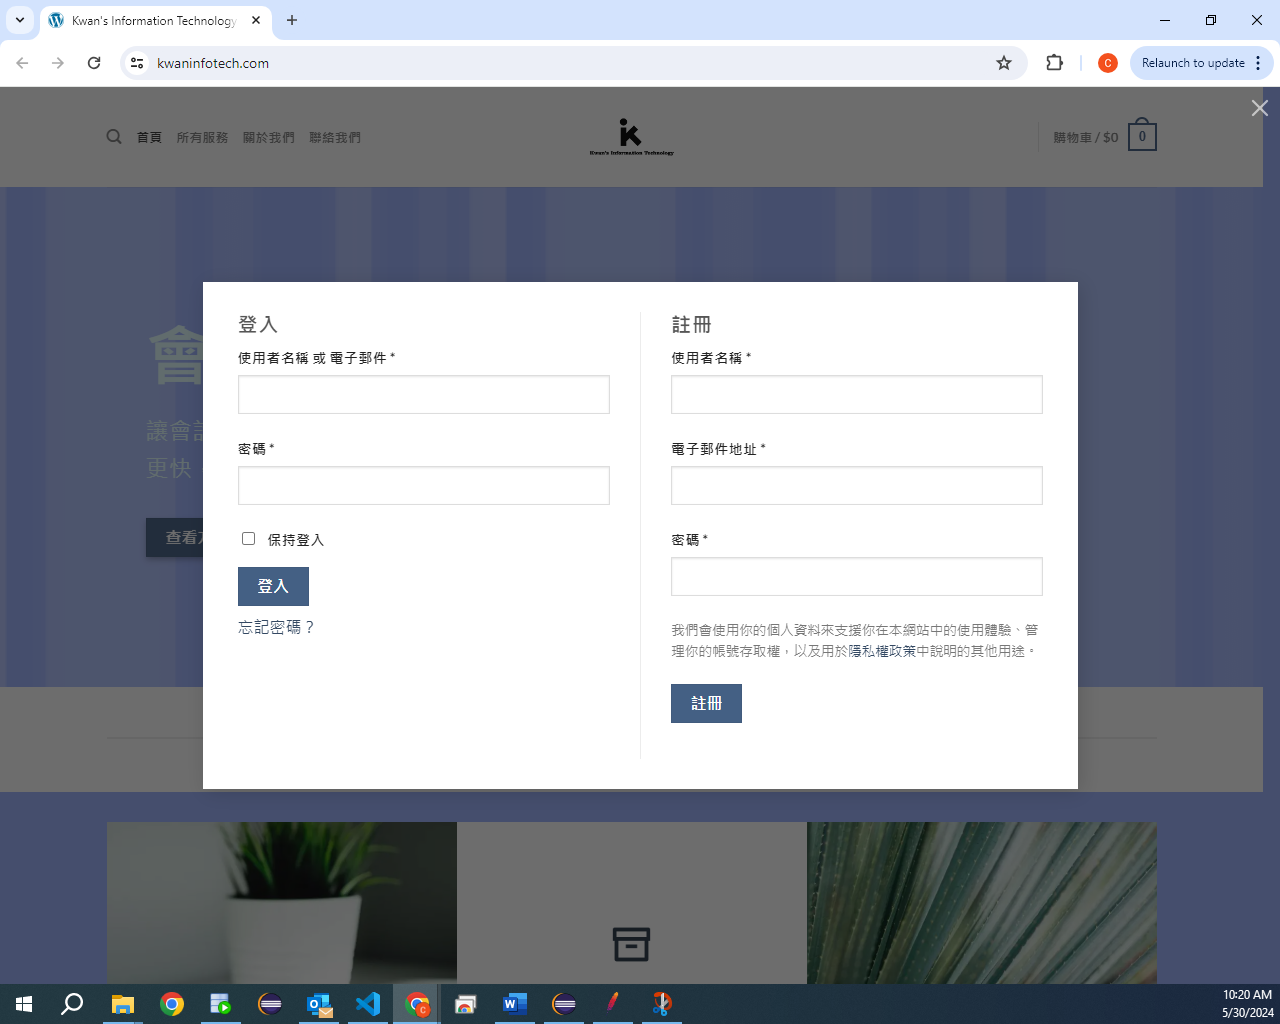 Kwan's Information Technology
kwaninfotech.com
C
Relaunch to update
首頁 所有服務 關於我們 聯絡我們
Kwan's Information Technology
購物車 / $0 0
會
讓會
更快
查看
登入
使用者名稱 或 電子郵件 *
密碼 *
保持登入
登入
忘記密碼？
註冊
使用者名稱 *
電子郵件地址 *
密碼 *
我們會使用你的個人資料來支援你在本網站中的使用體驗、管
理你的帳號存取權，以及用於隱私權政策中說明的其他用途。
註冊
10:20 AM
5/30/2024